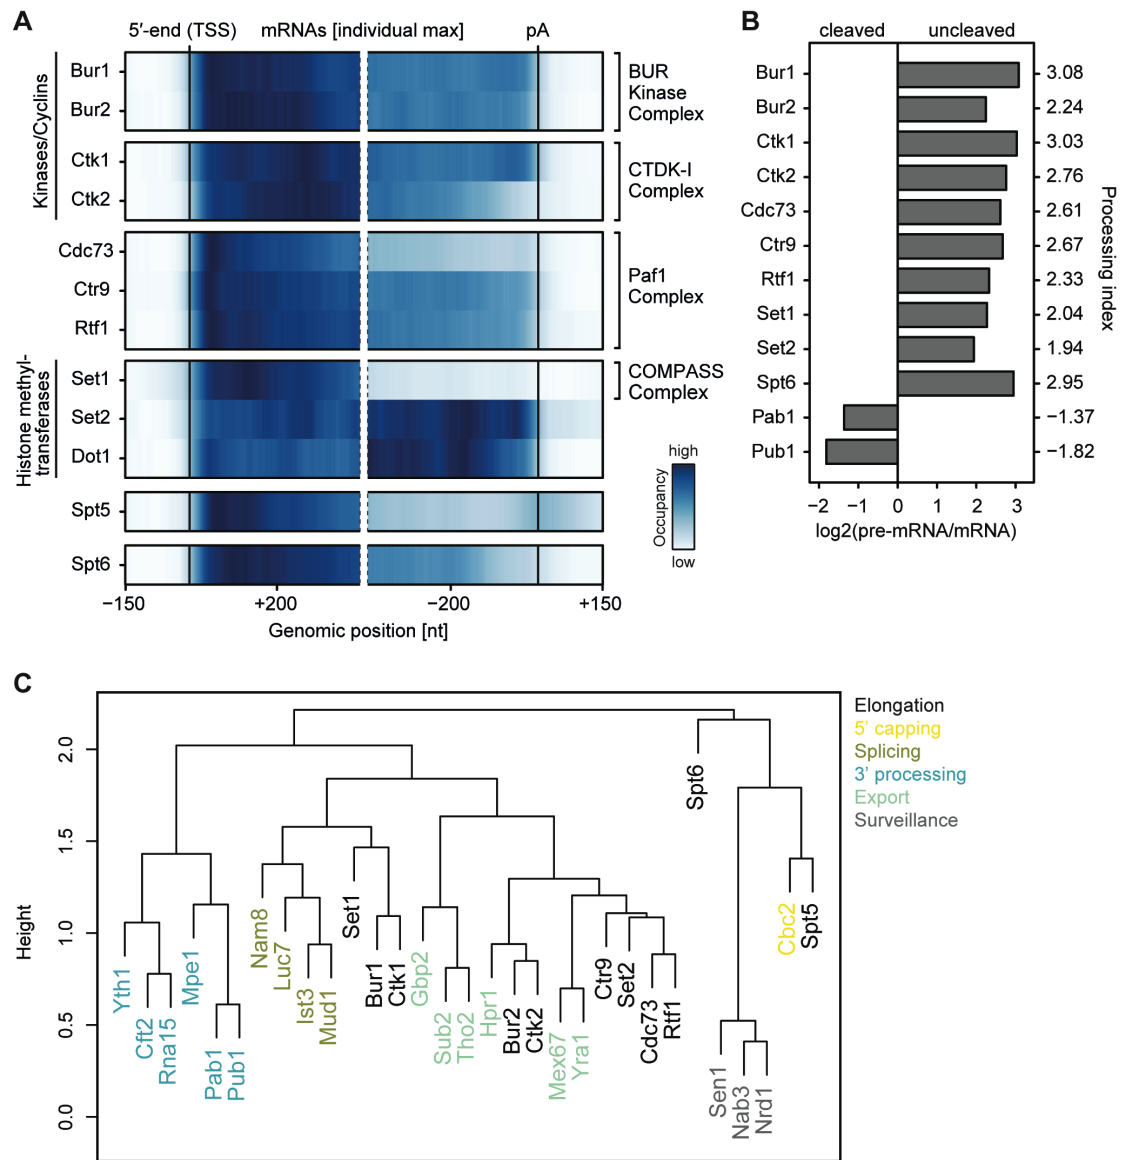 A
5′-end (TSS) mRNAs [individual max] pA
Kinases/Cyclins
Bur1
Bur2
BUR
Kinase
Complex
Ctk1
Ctk2
CTDK-I
Complex
Cdc73
Ctr9
Rtf1
Paf1
Complex
Histone methyl-
transferases
Set1
Set2
Dot1
COMPASS
Complex
Spt5
Spt6
high
Occupancy
low
−150 +200 −200 +150
Genomic position [nt]
B
cleaved uncleaved
Bur1 3.08
Bur2 2.24
Ctk1 3.03
Ctk2 2.76
Cdc73 2.61
Ctr9 2.67
Rtf1 2.33
Set1 2.04
Set2 1.94
Spt6 2.95
Pab1 −1.37
Pub1 −1.82
Processing index
−2 −1 0 1 2 3
log2(pre-mRNA/mRNA)
C
Height
2.0
1.5
1.0
0.5
0.0
Yth1
Cft2
Rna15
Mpe1
Pab1
Pub1
Nam8
Luc7
Ist3
Mud1
Set1
Bur1
Ctk1
Gbp2
Sub2
Tho2
Hpr1
Bur2
Ctk2
Mex67
Yra1
Ctr9
Set2
Cdc73
Rtf1
Spt6
Sen1
Nab3
Nrd1
Cbc2
Spt5
Elongation
5' capping
Splicing
3' processing
Export
Surveillance